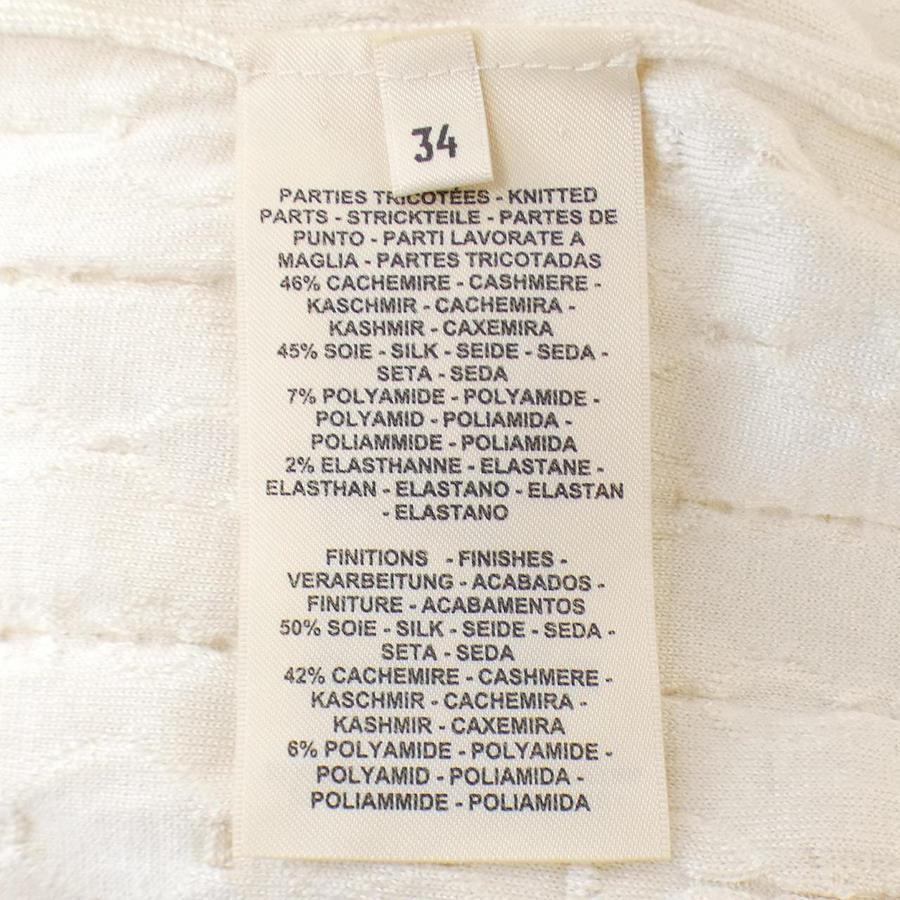 34
PARTIES TRICOTÉES - KNITTED
PARTS - STRICKTEILE - PARTES DE
PUNTO - PARTI LAVORATE A
MAGLIA - PARTES TRICOTADAS
46% CACHEMIRE - CASHMERE -
KASCHMIR - CACHEMIRA -
KASHMIR - CAXEMIRA
45% SOIE - SILK - SEIDE - SEDA -
SETA - SEDA
7% POLYAMIDE - POLYAMIDE -
POLYAMID - POLIAMIDA -
POLIAMMIDE - POLIAMIDA
2% ELASTHANNE - ELASTANE -
ELASTHAN - ELASTANO - ELASTAN
- ELASTANO
FINITIONS - FINISHES -
VERARBEITUNG - ACABADOS -
FINITURE - ACABAMENTOS
50% SOIE - SILK - SEIDE - SEDA -
SETA - SEDA
42% CACHEMIRE - CASHMERE -
KASCHMIR - CACHEMIRA -
KASHMIR - CAXEMIRA
6% POLYAMIDE - POLYAMIDE -
POLYAMID - POLIAMIDA -
POLIAMMIDE - POLIAMIDA